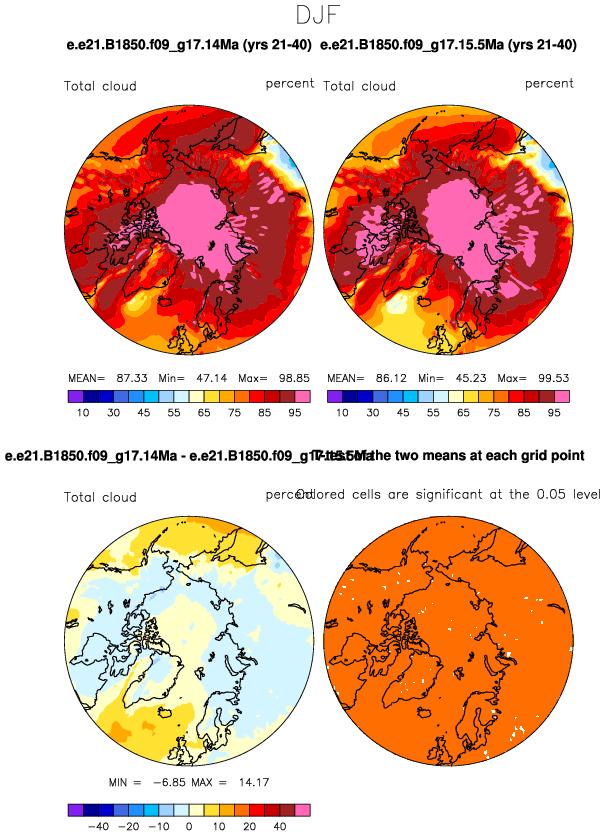 DJF
e.e21.B1850.f09_g17.14Ma (yrs 21-40) e.e21.B1850.f09_g17.15.5Ma (yrs 21-40)
Total cloud percent Total cloud percent
MEAN= 87.33 Min= 47.14 Max= 98.85 MEAN= 86.12 Min= 45.23 Max= 99.53
10 30 45 55 65 75 85 95 10 30 45 55 65 75 85 95
e.e21.B1850.f09_g17.14Ma - e.e21.B1850.f09_g17.15.5Ma T-test of the two means at each grid point
Total cloud percent Colored cells are significant at the 0.05 level
MIN = -6.85 MAX = 14.17
-40 -20 -10 0 10 20 40